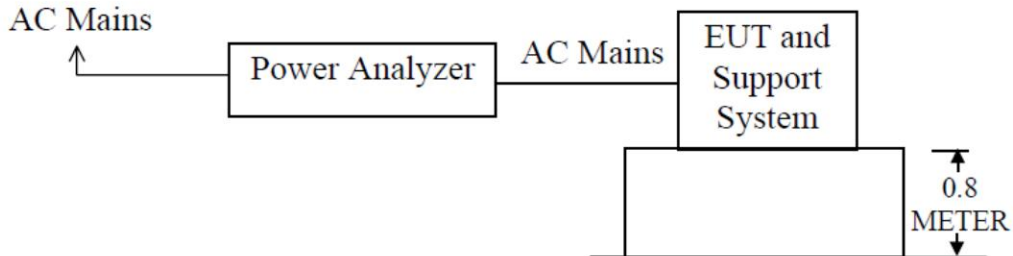 AC Mains
Power Analyzer
AC Mains
EUT and
Support
System
0.8
METER